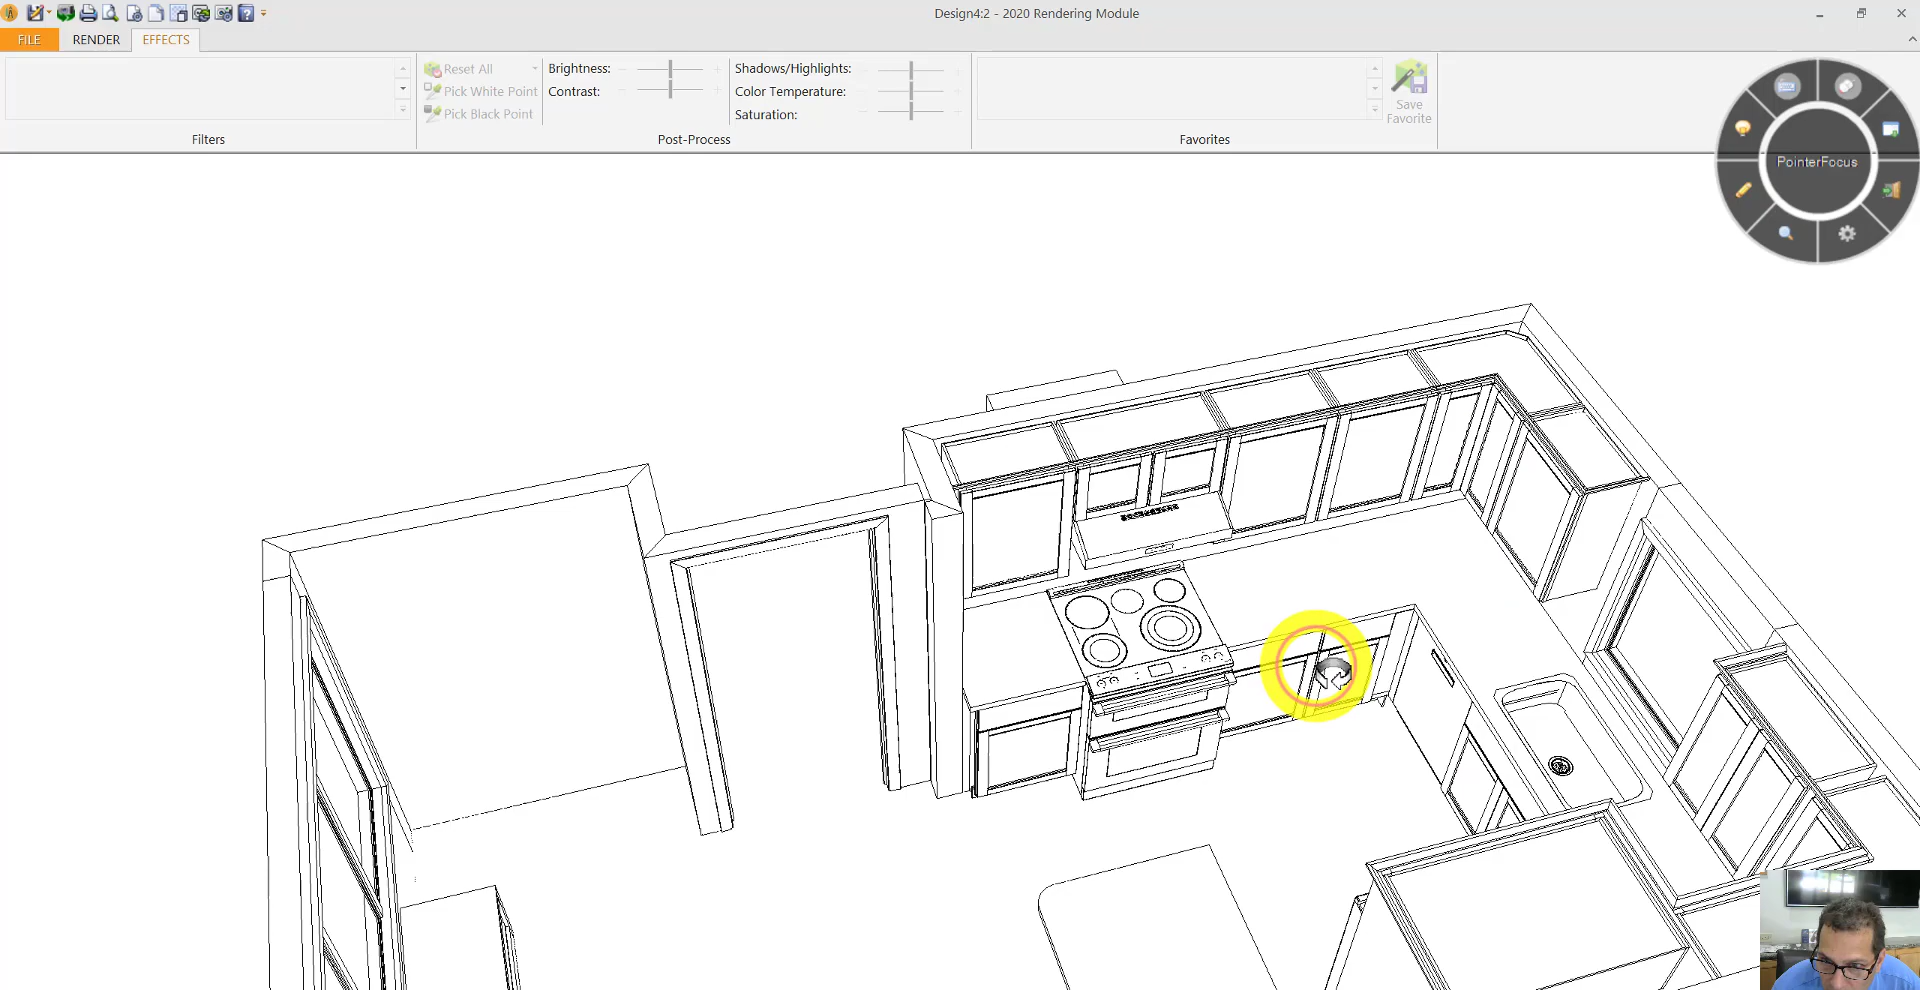 Design4:2 - 2020 Rendering Module
FILE
RENDER
EFFECTS
Reset All
Pick White Point
Pick Black Point
Brightness:
Contrast:
Shadows/Highlights:
Color Temperature:
Saturation:
Save
Favorite
Filters
Post-Process
Favorites
PointerFocus